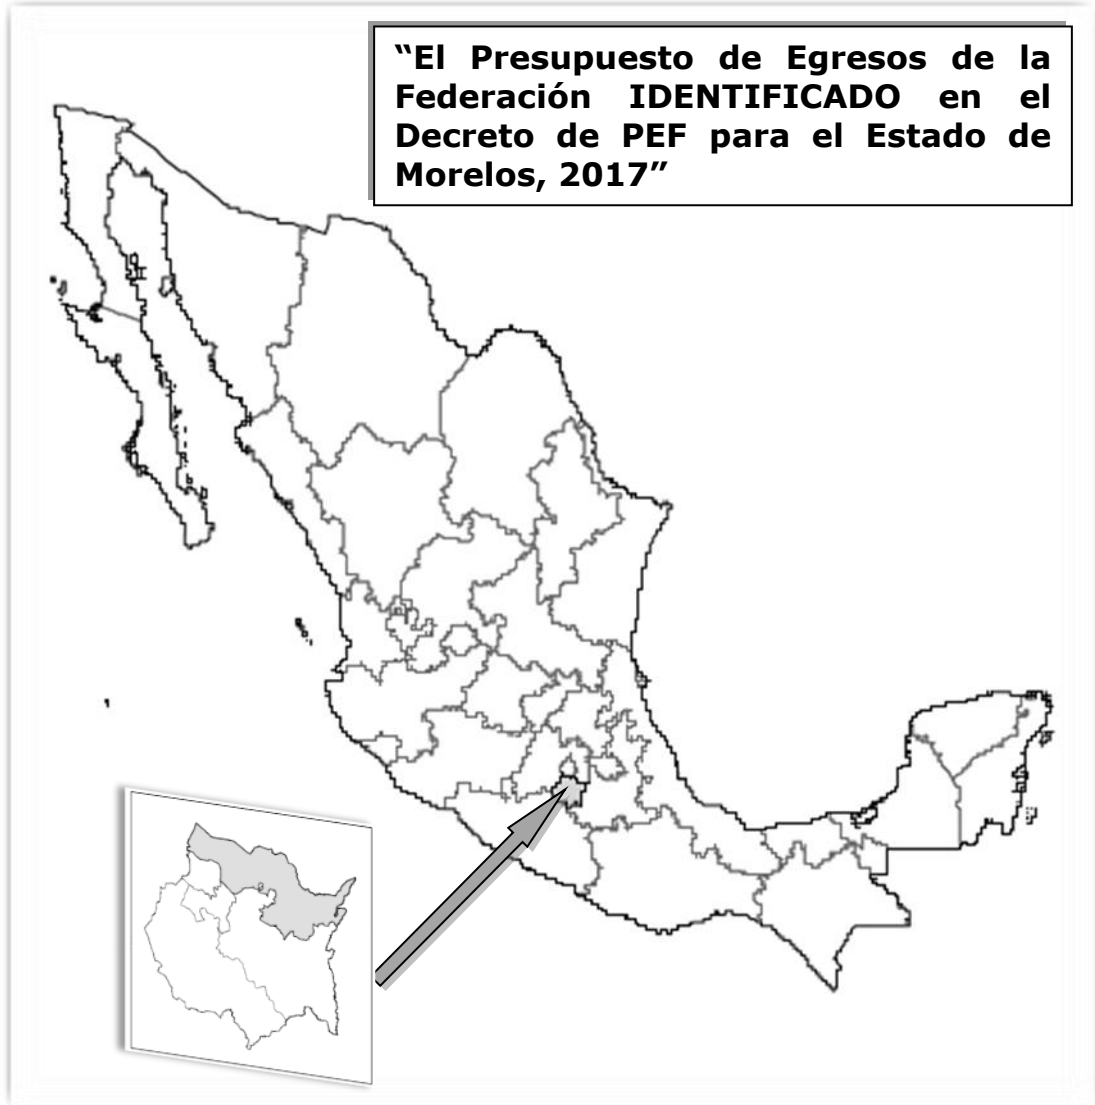 “El Presupuesto de Egresos de la
Federación IDENTIFICADO en el
Decreto de PEF para el Estado de
Morelos, 2017”